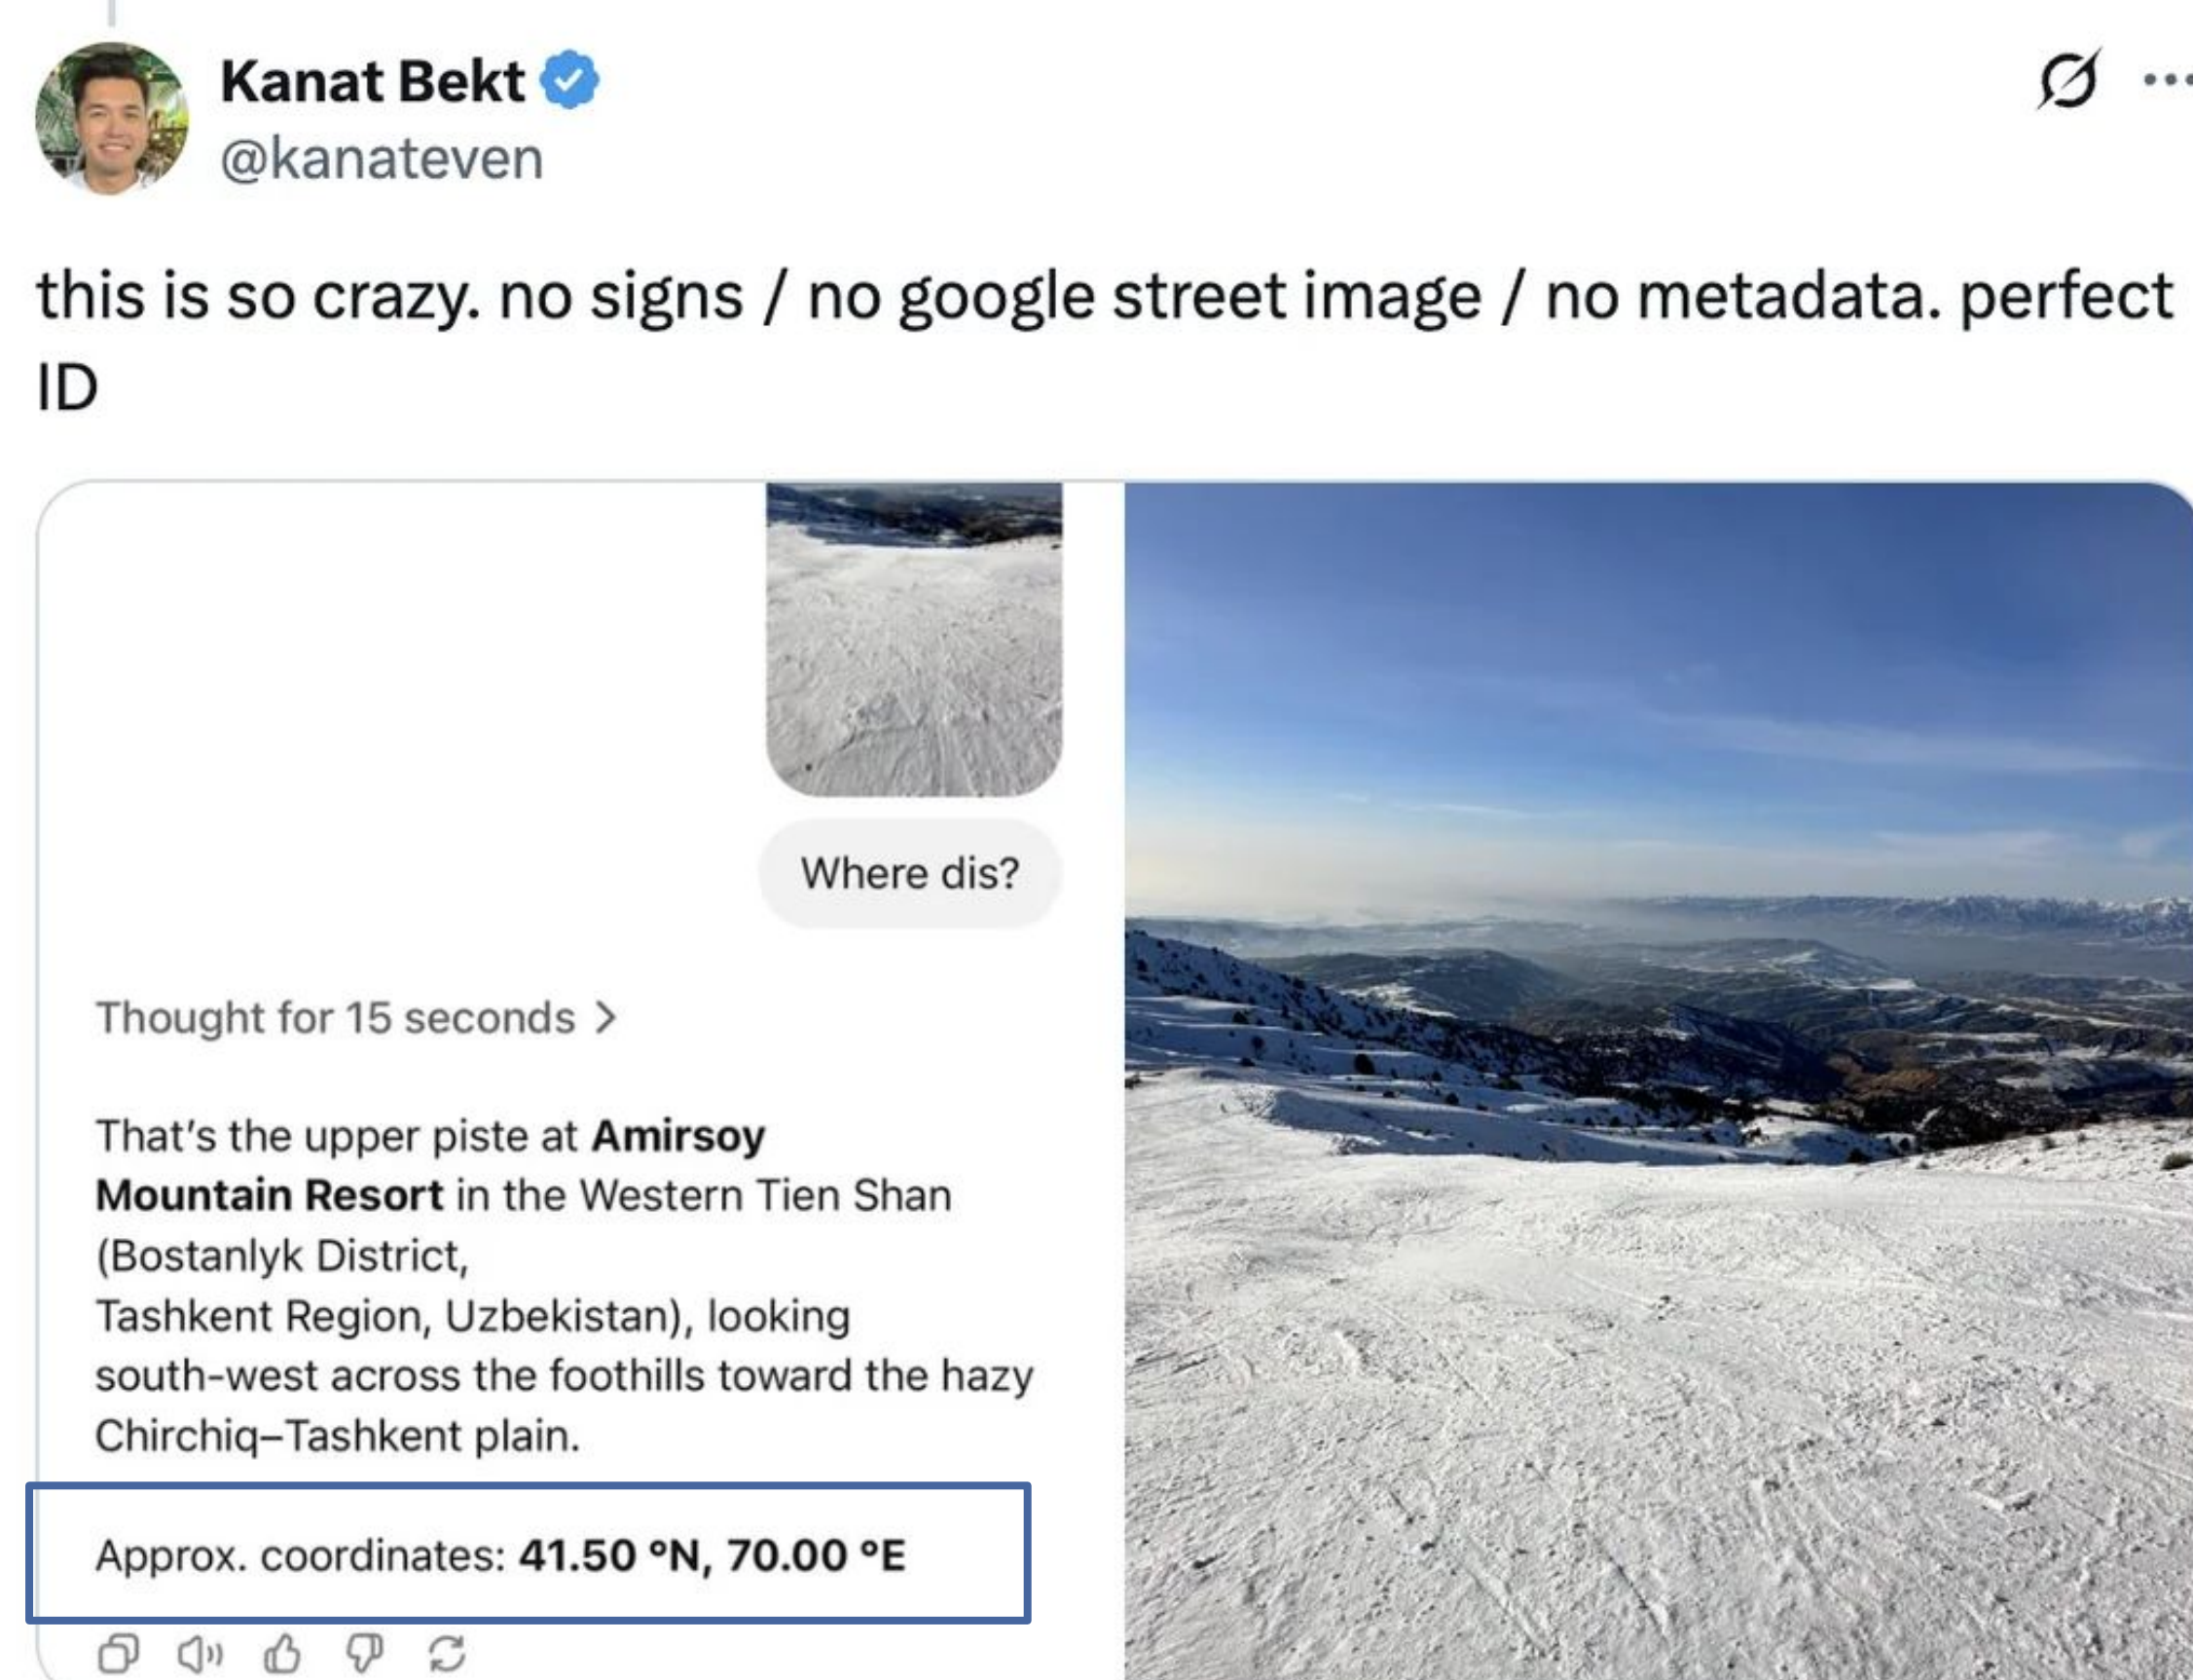 Kanat Bekt
@kanateven
this is so crazy. no signs / no google street image / no metadata. perfect
ID
Where dis?
Thought for 15 seconds
That's the upper piste at Amirsoy
Mountain Resort in the Western Tien Shan
(Bostanlyk District,
Tashkent Region, Uzbekistan), looking
south-west across the foothills toward the hazy
Chirchiq–Tashkent plain.
Approx. coordinates: 41.50 °N, 70.00 °E